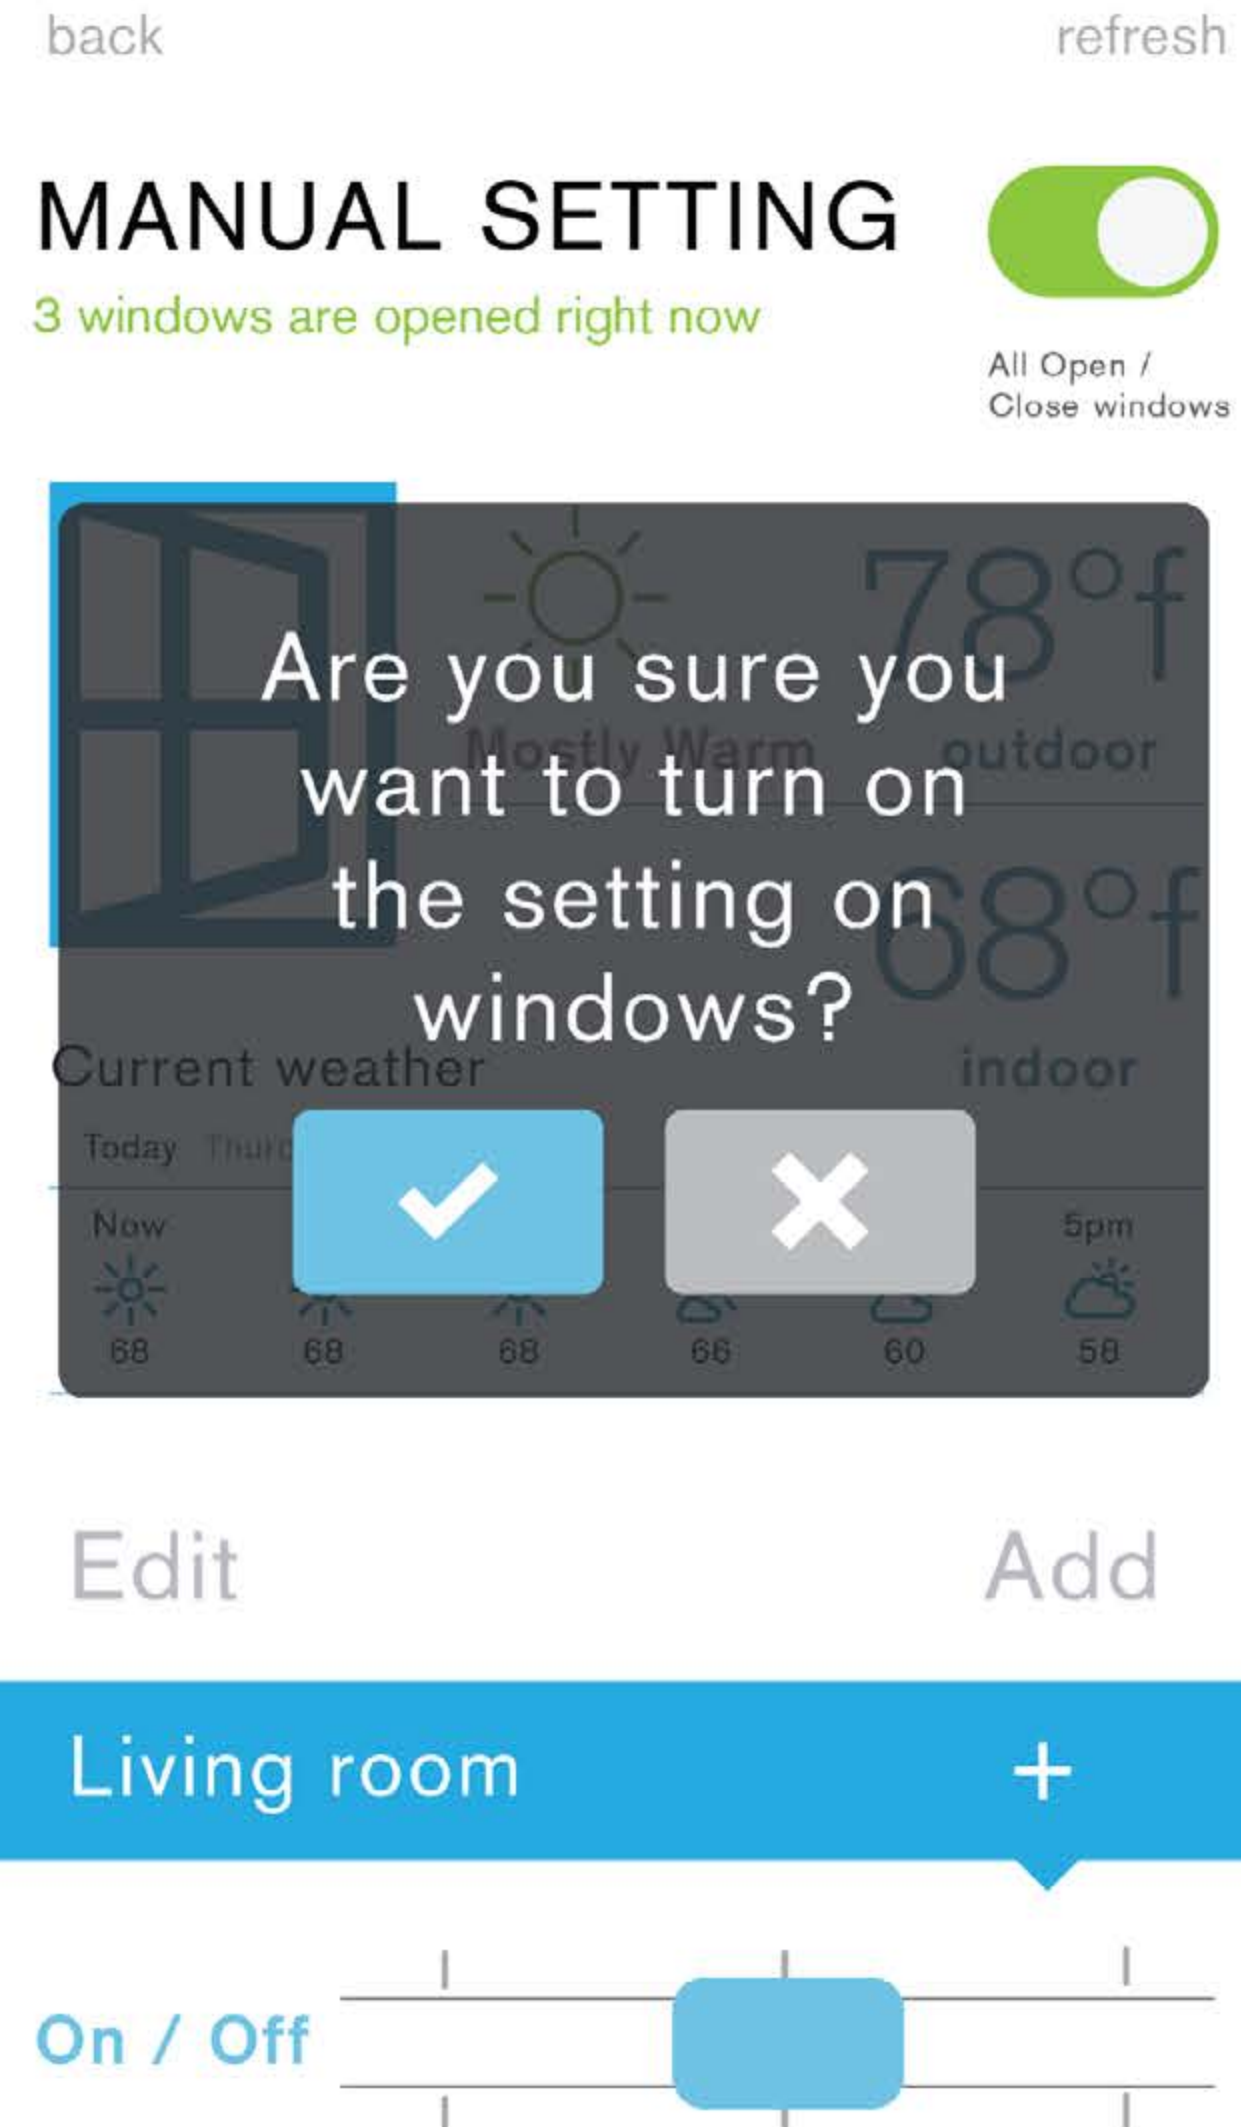 back refresh
MANUAL SETTING
3 windows are opened right now
All Open /
Close windows
78°f
Are you sure you
Mostly Warm outdoor
want to turn on
the setting on
68°f
windows?
Current weather indoor
Today
Now 5pm
68 68 68 66 60 58
Edit Add
Living room +
On / Off